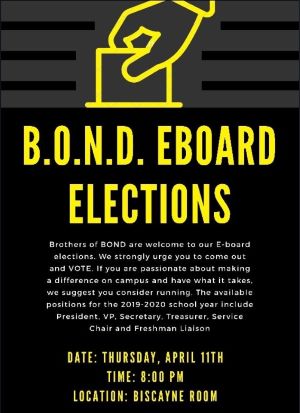 B.O.N.D. EBOARD
ELECTIONS
Brothers of BOND are welcome to our E-board
elections. We strongly urge you to come out
and VOTE. If you are passionate about making
a difference on campus and have what it takes,
we suggest you consider running. The available
positions for the 2019-2020 school year include
President, VP, Secretary, Treasurer, Service
Chair and Freshman Liaison
DATE: THURSDAY, APRIL 11TH
TIME: 8:00 PM
LOCATION: BISCAYNE ROOM